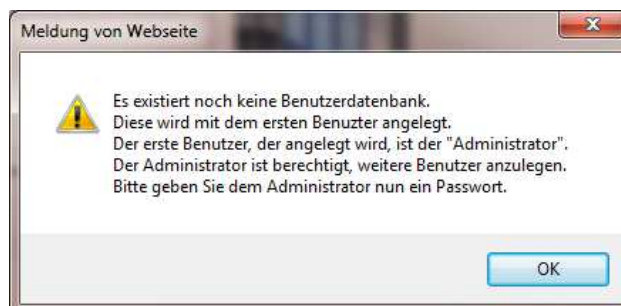 Meldung von Webseite
Es existiert noch keine Benutzerdatenbank.
Diese wird mit dem ersten Benuzter angelegt.
Der erste Benutzer, der angelegt wird, ist der "Administrator".
Der Administrator ist berechtigt, weitere Benutzer anzulegen.
Bitte geben Sie dem Administrator nun ein Passwort.
OK